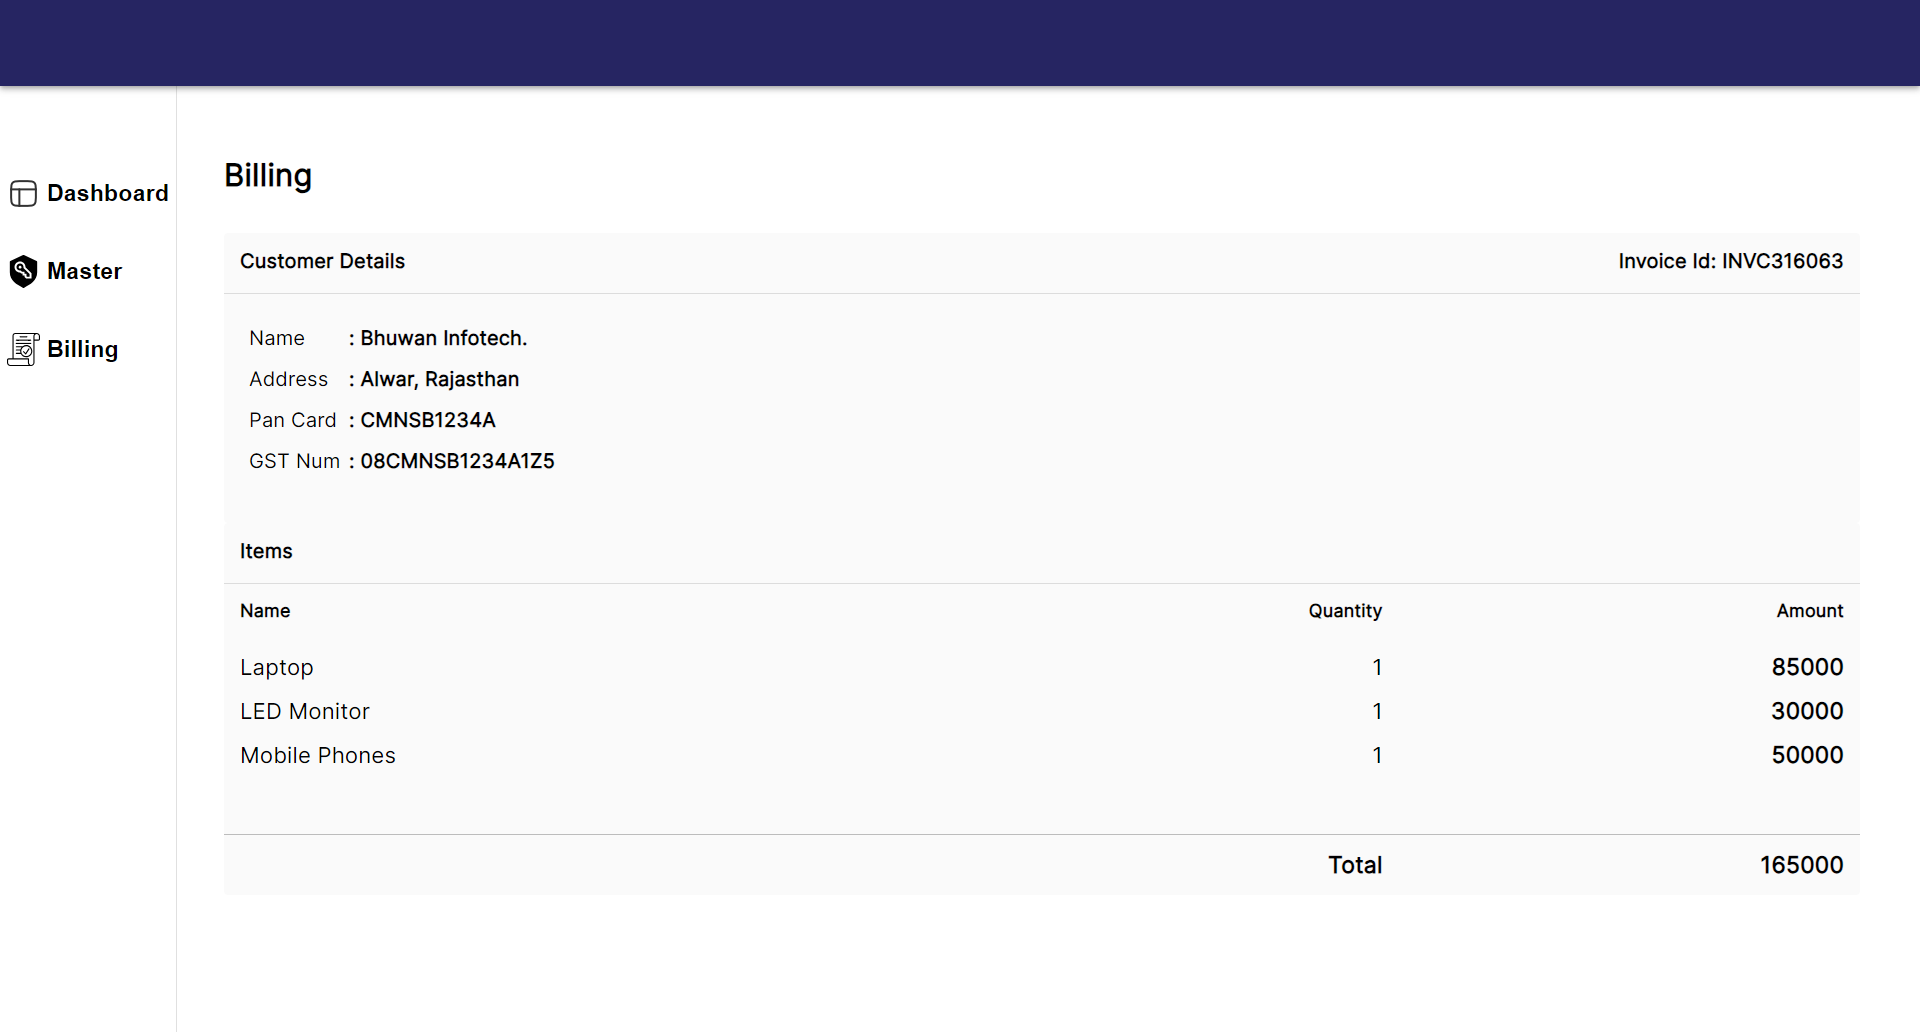 Dashboard
Master
Billing
Billing
Customer Details Invoice Id: INVC316063
Name : Bhuwan Infotech.
Address : Alwar, Rajasthan
Pan Card : CMNSB1234A
GST Num : 08CMNSB1234A1Z5
Items
Name Quantity Amount
Laptop 1 85000
LED Monitor 1 30000
Mobile Phones 1 50000
Total 165000